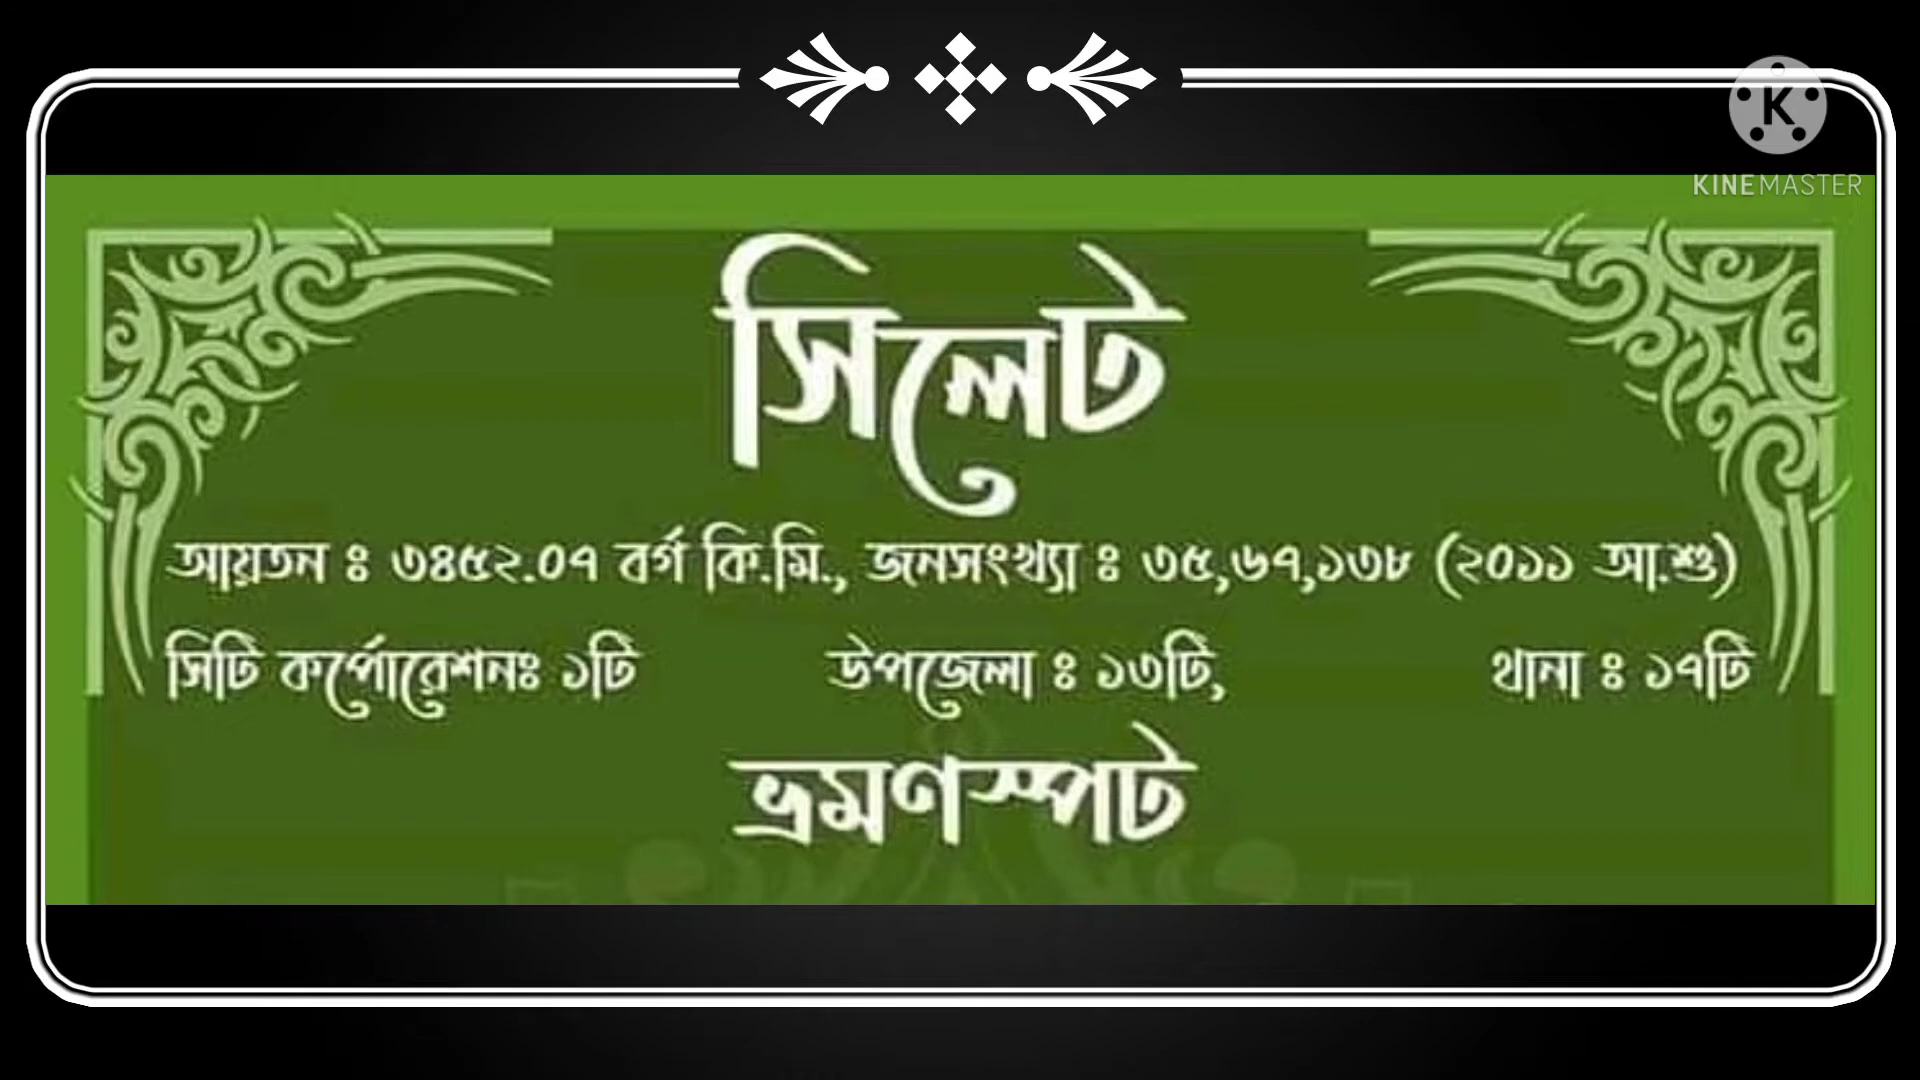 KINEMASTER
সিলেট
আয়তন ঃ ৩৪৫২.০৭ বর্গ কি.মি., জনসংখ্যা ঃ ৩৫,৬৭,১৩৮ (২০১১ আ.শু)
সিটি কর্পোরেশনঃ ১টি উপজেলা ঃ ১৩টি, থানা ঃ ১৭টি
ভ্রমণস্পট